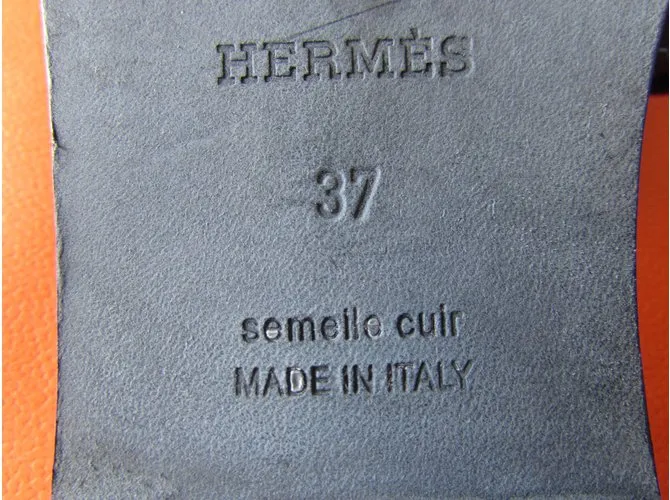 HERMÈS
37
semelle cuir
MADE IN ITALY